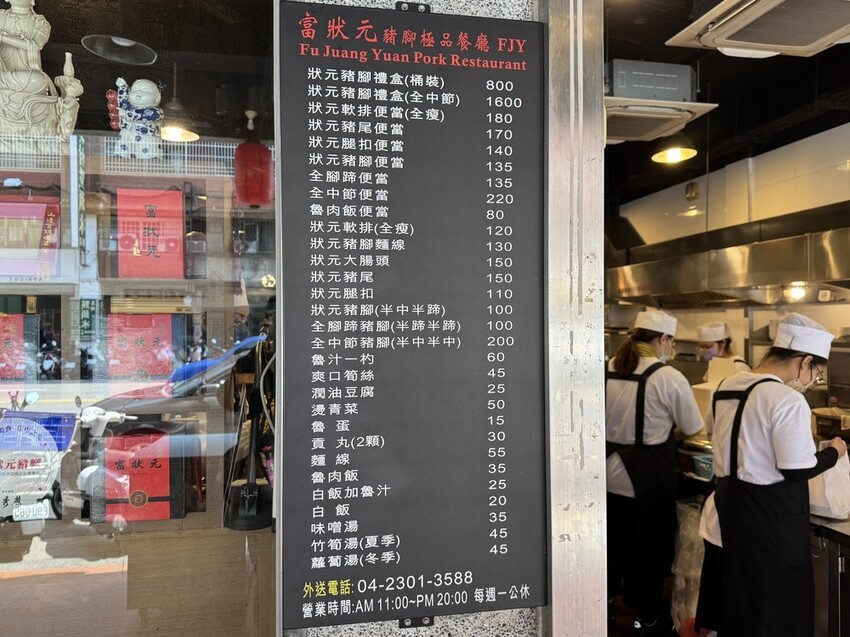 富狀元豬腳極品餐廳 FJY
Fu Juang Yuan Pork Restaurant
狀元豬腳禮盒(桶裝) 800
狀元豬腳禮盒(全中節) 1600
狀元軟排便當(全瘦) 180
狀元豬尾便當 170
狀元腿扣便當 140
狀元豬腳便當 135
全腳蹄便當 135
全中節便當 220
魯肉飯便當 80
狀元軟排(全瘦) 120
狀元豬腳麵線 130
狀元大腸頭 150
狀元豬尾 150
狀元腿扣 110
狀元豬腳(半中半蹄) 100
全腳蹄豬腳(半蹄半蹄) 100
全中節豬腳(半中半中) 200
魯汁一杓 60
爽口筍絲 45
潤油豆腐 25
燙青菜 50
魯 蛋 15
貢 丸(2顆) 30
麵 線 55
魯肉飯 35
白飯加魯汁 25
白 飯 20
味噌湯 35
竹筍湯(夏季) 45
蘿蔔湯(冬季) 45
外送電話: 04-2301-3588
營業時間:AM 11:00~PM 20:00 每週一公休
富狀元
富狀元
富狀元